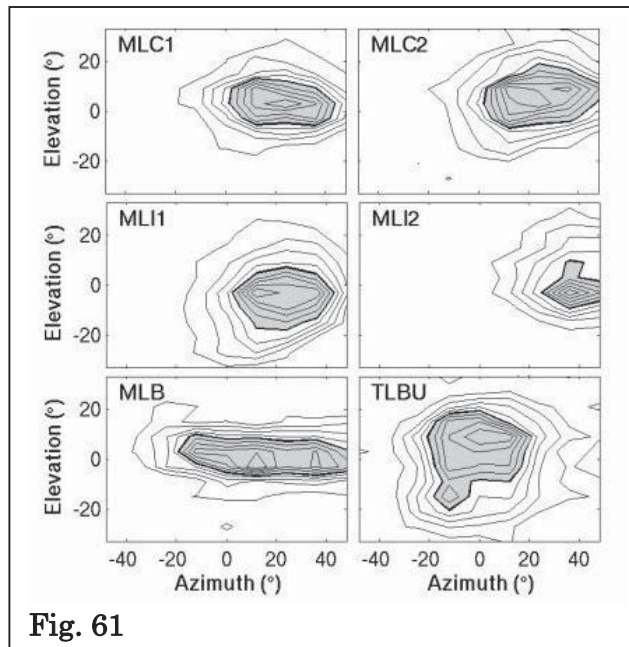 MLC1 MLC2
Elevation (°) 20 0 -20
MLI1 MLI2
Elevation (°) 20 0 -20
MLB TLBU
Elevation (°) 20 0 -20
-40 -20 0 20 40 -40 -20 0 20 40
Azimuth (°) Azimuth (°)
Fig. 61